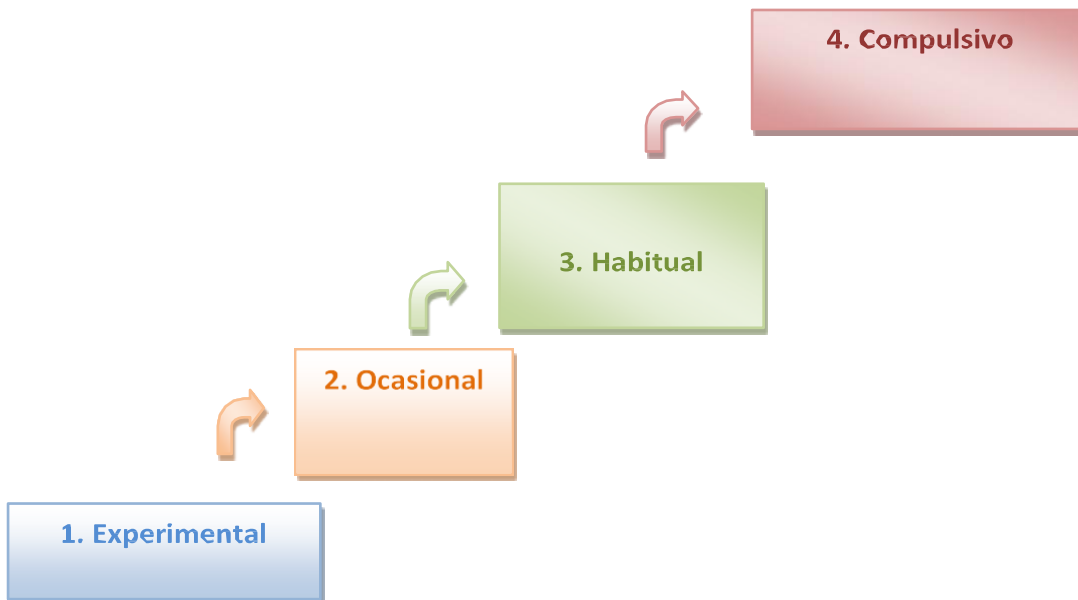 4. Compulsivo
3. Habitual
2. Ocasional
1. Experimental